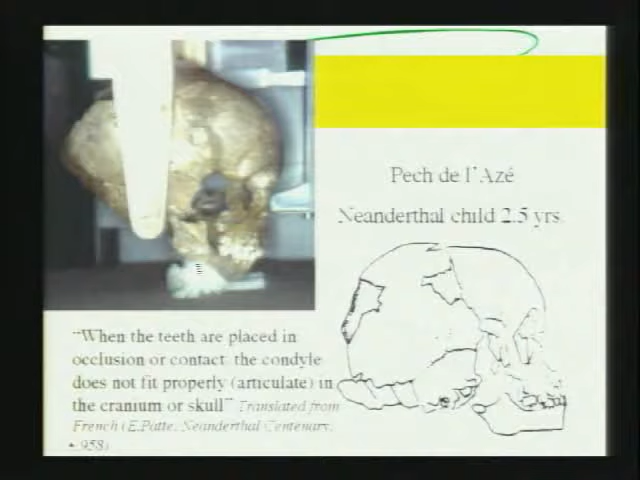 Pech de l'Azé
Neanderthal child 2.5 yrs.
"When the teeth are placed in
occlusion or contact the condyle
does not fit properly (articulate) in
the cranium or skull" Translated from
French (E.Patte, Neanderthal Centenary,
958)